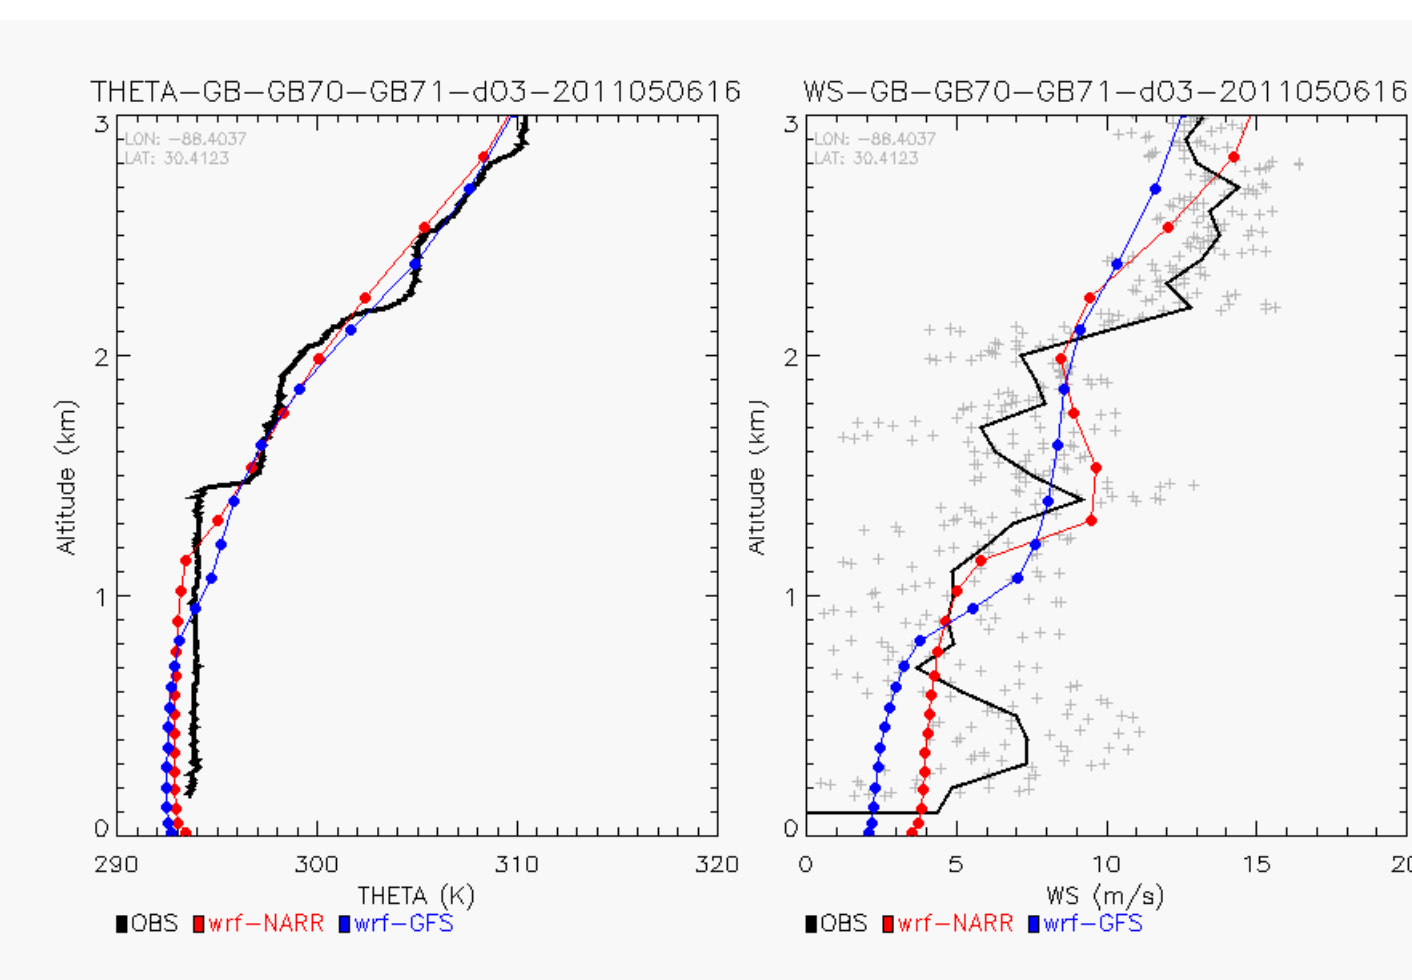 THETA-GB-GB70-GB71-d03-2011050616
LON: -88.4037
LAT: 30.4123
3
2
1
0
Altitude (km)
290 300 310 320
THETA (K)
OBS wrf-NARR wrf-GFS
WS-GB-GB70-GB71-d03-2011050616
LON: -88.4037
LAT: 30.4123
3
2
1
0
Altitude (km)
0 5 10 15 20
WS (m/s)
OBS wrf-NARR wrf-GFS